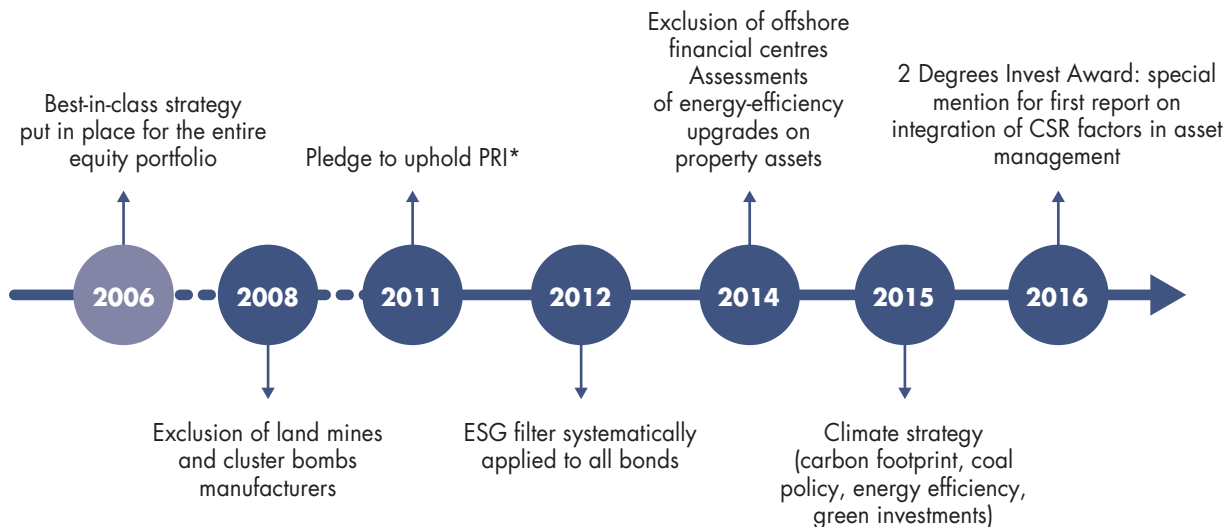 Best-in-class strategy
put in place for the entire
equity portfolio
Pledge to uphold PRI*
Exclusion of offshore
financial centres
Assessments
of energy-efficiency
upgrades on
property assets
2 Degrees Invest Award: special
mention for first report on
integration of CSR factors in asset
management
2006
2008
2011
2012
2014
2015
2016
Exclusion of land mines
and cluster bombs
manufacturers
ESG filter systematically
applied to all bonds
Climate strategy
(carbon footprint, coal
policy, energy efficiency,
green investments)